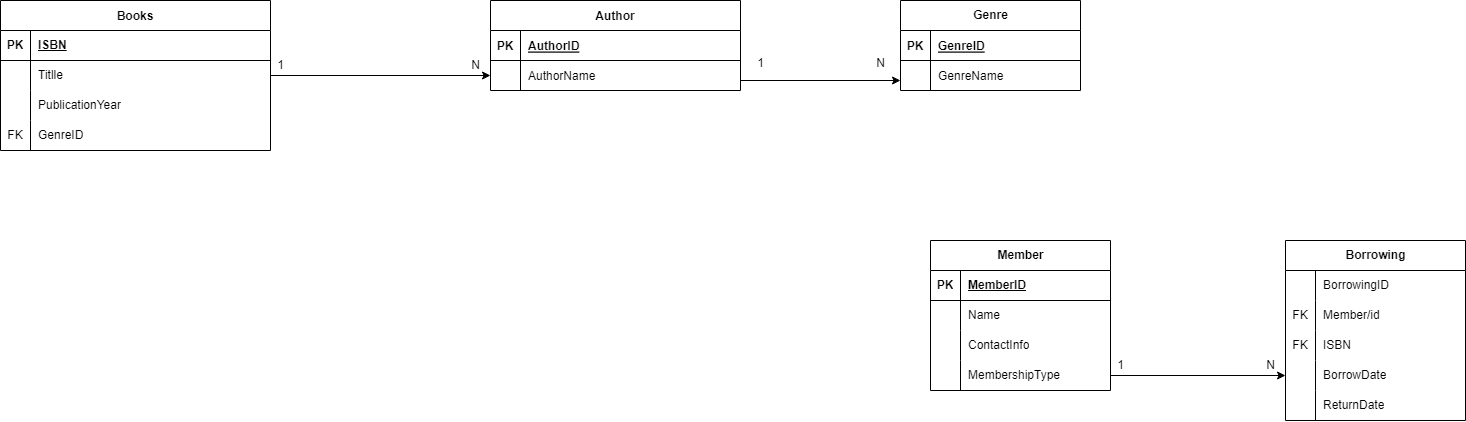 Books
PK ISBN
Titlle
PublicationYear
FK GenreID
1
N
Author
PK AuthorID
AuthorName
1
N
Genre
PK GenreID
GenreName
Member
PK MemberID
Name
ContactInfo
MembershipType
1
N
Borrowing
BorrowingID
FK Member/id
FK ISBN
BorrowDate
ReturnDate